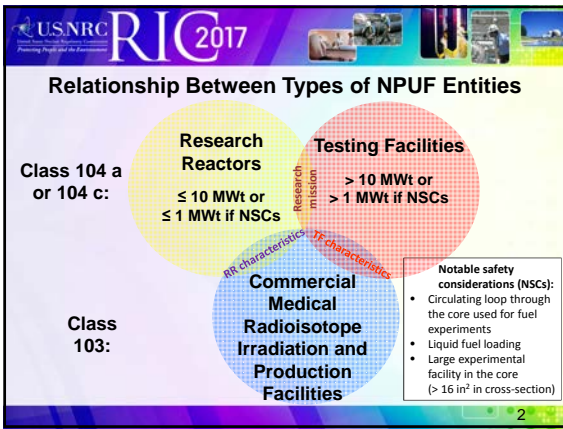 U.S.NRC
United States Nuclear Regulatory Commission
Protecting People and the Environment
RIC 2017
Relationship Between Types of NPUF Entities
Class 104 a
or 104 c:
Research
Reactors
≤ 10 MWt or
≤ 1 MWt if NSCs
Research
mission
Testing Facilities
> 10 MWt or
> 1 MWt if NSCs
RR characteristics
TF characteristics
Class
103:
Commercial
Medical
Radioisotope
Irradiation and
Production
Facilities
Notable safety
considerations (NSCs):
• Circulating loop through
the core used for fuel
experiments
• Liquid fuel loading
• Large experimental
facility in the core
(> 16 in² in cross-section)
2